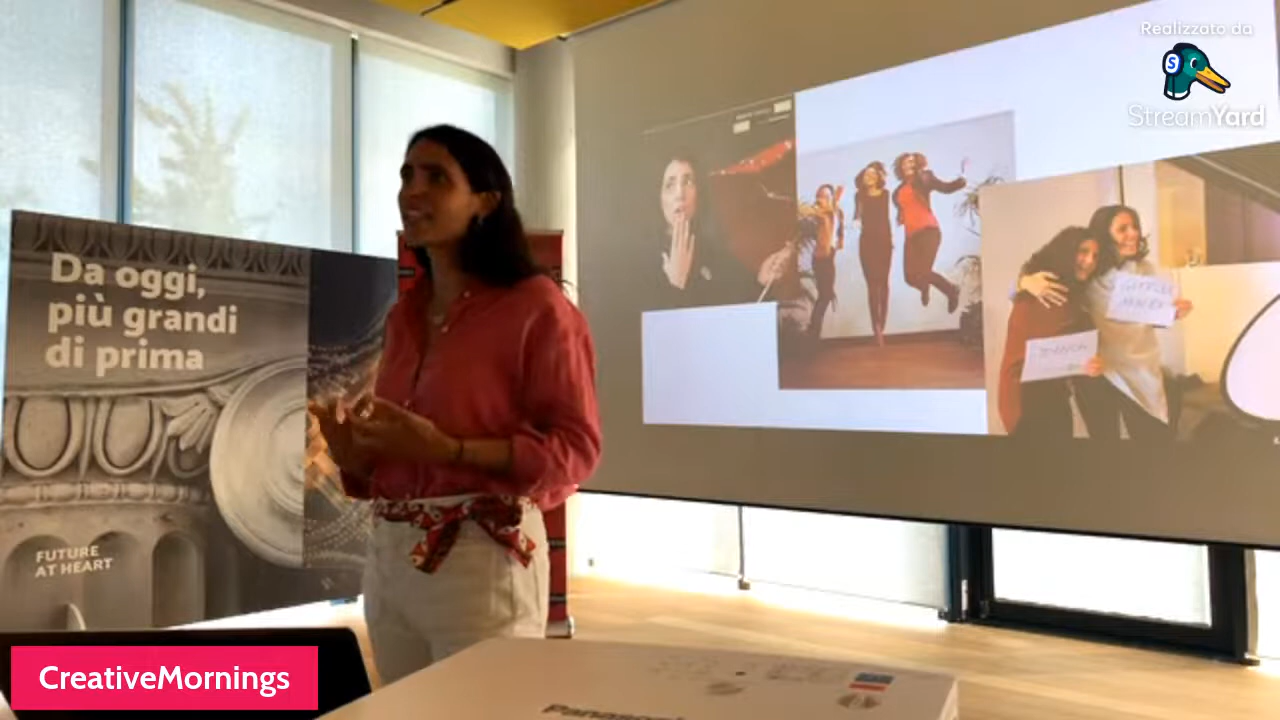 Realizzato da
S
StreamYard
Da oggi,
più grandi
di prima
FUTURE
AT HEART
CreativeMornings